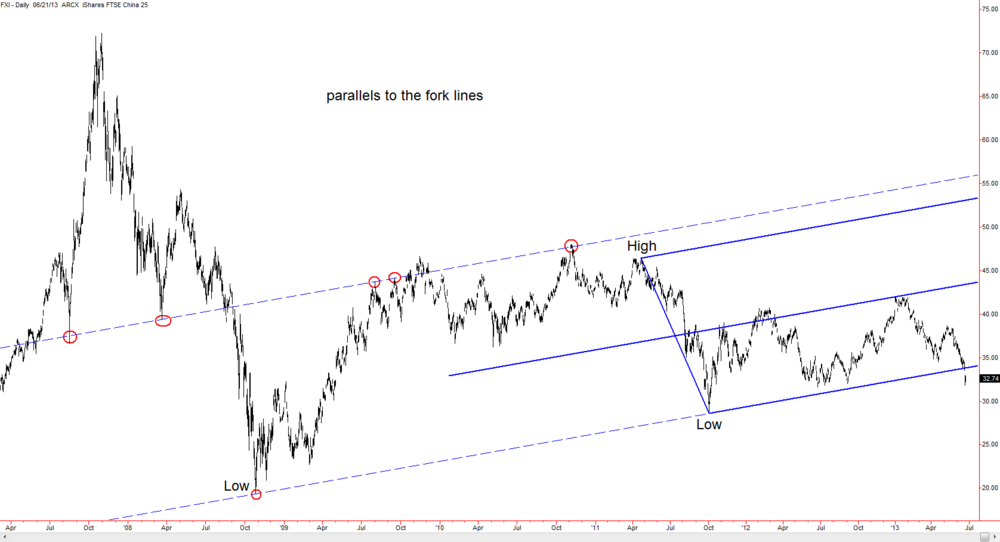 FXI - Daily 06/21/13 ARCX iShares FTSE China 25
75.00
70.00
parallels to the fork lines
65.00
60.00
55.00
50.00
High
45.00
40.00
35.00
32.74
30.00
Low
25.00
Low
20.00
Apr Jul Oct '08 Apr Jul Oct '09 Apr Jul Oct '10 Apr Jul Oct '11 Apr Jul Oct '12 Apr Jul Oct '13 Apr Jul